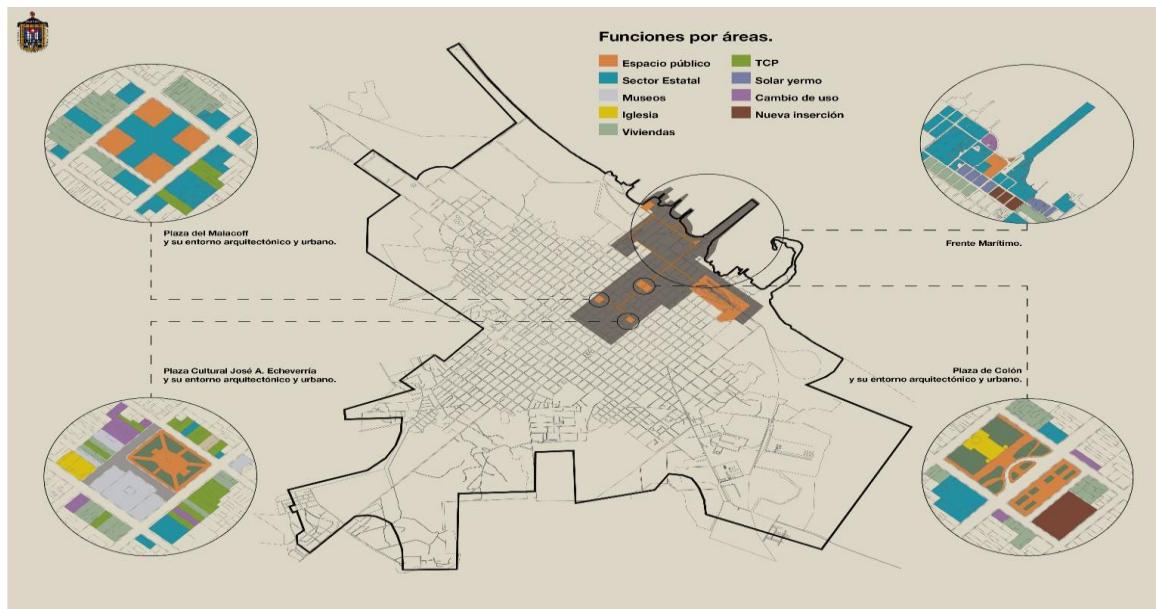 Funciones por áreas.
Espacio público
Sector Estatal
Museos
Iglesia
Viviendas
TCP
Solar yermo
Cambio de uso
Nueva inserción
Plaza del Malacoff
y su entorno arquitectónico y urbano.
Frente Marítimo.
Plaza Cultural José A. Echeverría
y su entorno arquitectónico y urbano.
Plaza de Colón
y su entorno arquitectónico y urbano.